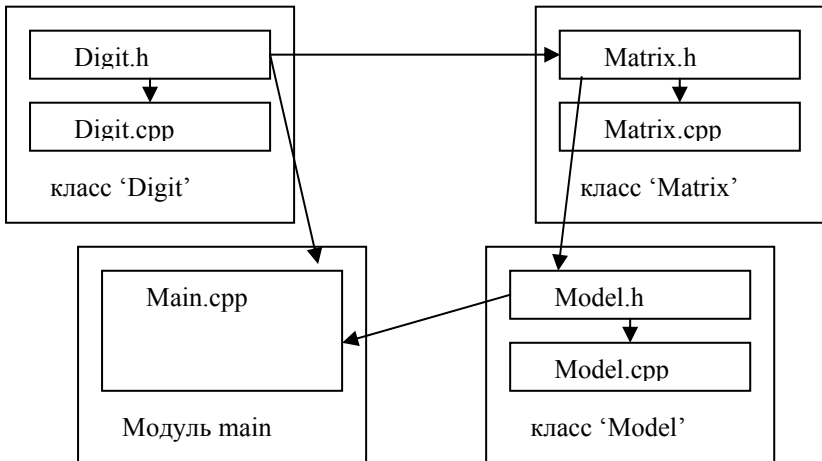 Digit.h
Digit.cpp
класс ‘Digit’
Matrix.h
Matrix.cpp
класс ‘Matrix’
Main.cpp
Модуль main
Model.h
Model.cpp
класс ‘Model’